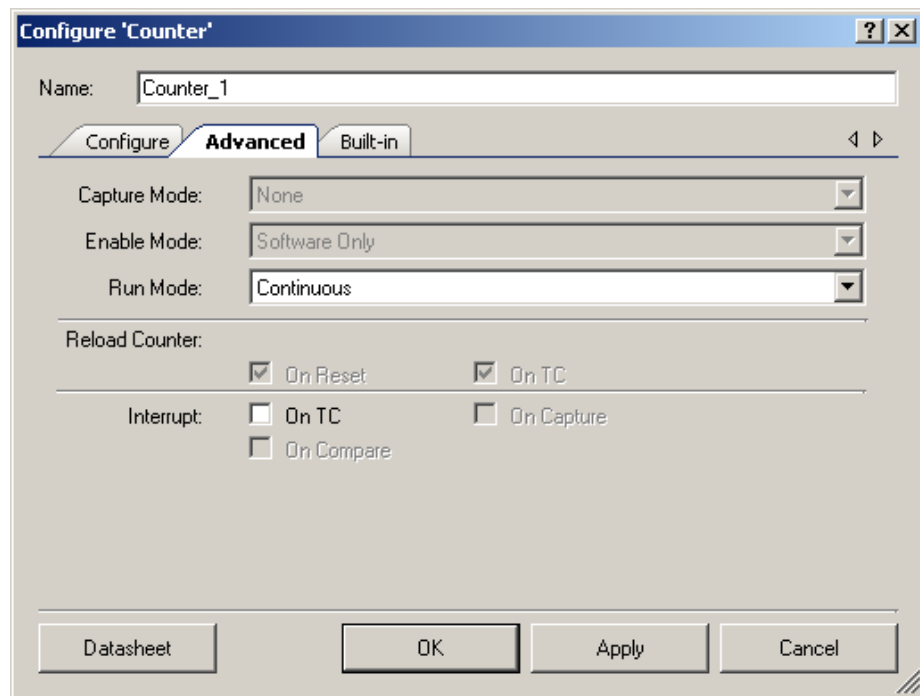 Configure 'Counter'
Name: Counter_1
Configure Advanced Built-in
Capture Mode: None
Enable Mode: Software Only
Run Mode: Continuous
Reload Counter:
On Reset On TC
Interrupt: On TC On Capture
On Compare
Datasheet OK Apply Cancel